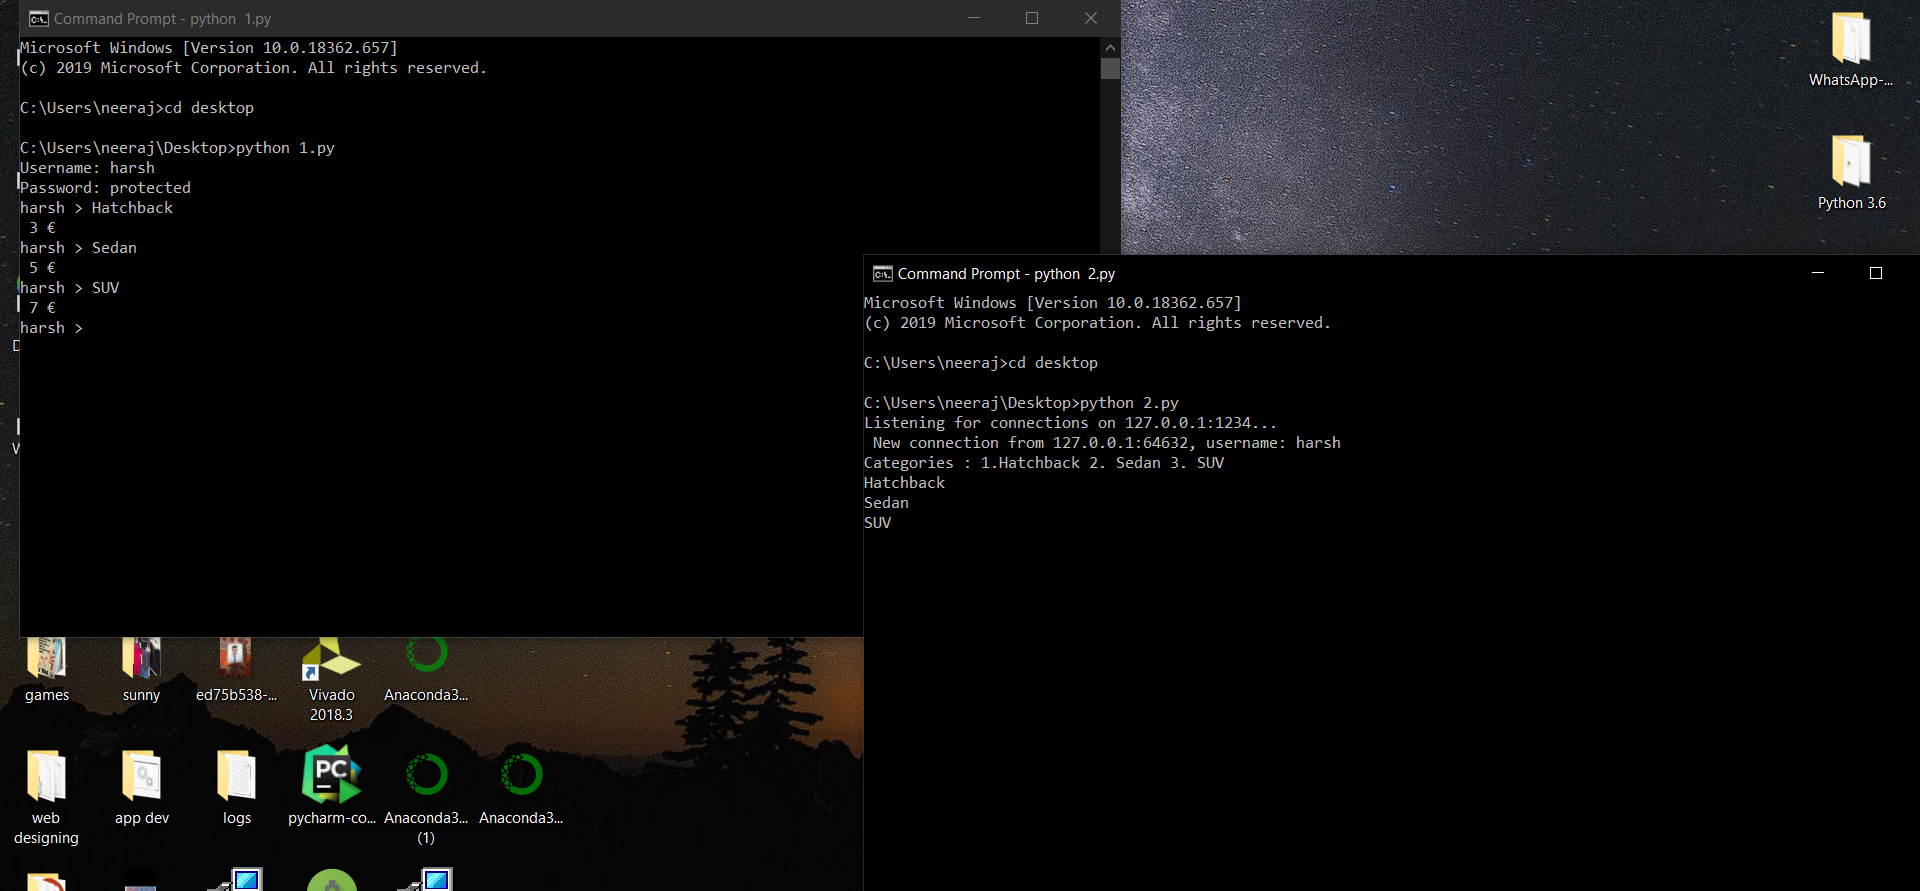 Command Prompt - python  1.py
Microsoft Windows [Version 10.0.18362.657]
(c) 2019 Microsoft Corporation. All rights reserved.
C:\Users\neeraj>cd desktop
C:\Users\neeraj\Desktop>python 1.py
Username: harsh
Password: protected
harsh > Hatchback
3 €
harsh > Sedan
5 €
harsh > SUV
7 €
harsh >
WhatsApp-...
Python 3.6
Command Prompt - python  2.py
Microsoft Windows [Version 10.0.18362.657]
(c) 2019 Microsoft Corporation. All rights reserved.
C:\Users\neeraj>cd desktop
C:\Users\neeraj\Desktop>python 2.py
Listening for connections on 127.0.0.1:1234...
New connection from 127.0.0.1:64632, username: harsh
Categories : 1.Hatchback 2. Sedan 3. SUV
Hatchback
Sedan
SUV
games
sunny
ed75b538-...
Vivado
2018.3
Anaconda3...
PC
web
designing
app dev
logs
pycharm-co...
Anaconda3...
(1)
Anaconda3...